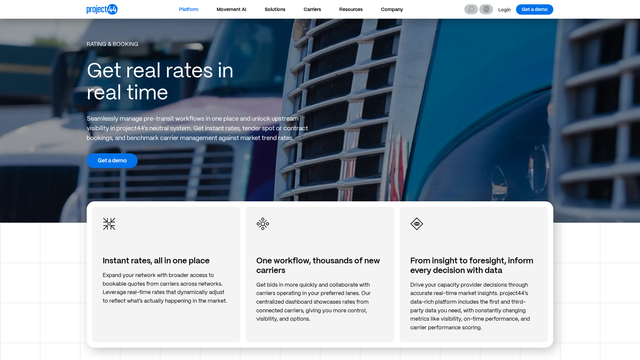 project44
Platform
Movement AI
Solutions
Carriers
Resources
Company
Login
Get a demo
RATING & BOOKING
Get real rates in
real time
Seamlessly manage pre-transit workflows in one place and unlock upstream
visibility in project44's neutral system. Get instant rates, tender spot or contract
bookings, and benchmark carrier management against market trend rates.
Get a demo
Instant rates, all in one place
Expand your network with broader access to
bookable quotes from carriers across networks.
Leverage real-time rates that dynamically adjust
to reflect what's actually happening in the market.
One workflow, thousands of new
carriers
Get bids in more quickly and collaborate with
carriers operating in your preferred lanes. Our
centralized dashboard showcases rates from
connected carriers, giving you more control,
visibility, and options.
From insight to foresight, inform
every decision with data
Drive your capacity provider decisions through
accurate real-time market insights. project44's
data-rich platform includes the first and third-
party data you need, with constantly changing
metrics like visibility, on-time performance, and
carrier performance scoring.